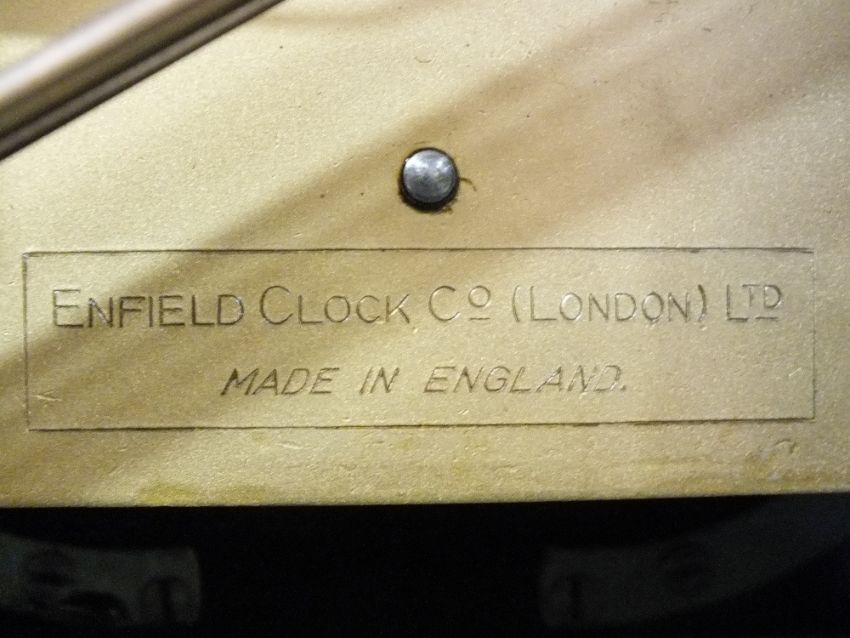 ENFIELD CLOCK Cº (LONDON) LTD
MADE IN ENGLAND.